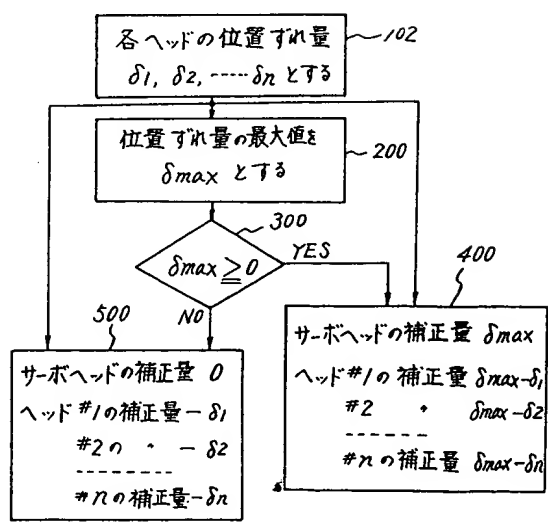 各ヘッドの位置ずれ量
δ1, δ2, ----- δn とする
102
位置ずれ量の最大値を
δmax とする
200
300
δmax ≧ 0
YES
NO
400
サーボヘッドの補正量 δmax
ヘッド #1の補正量 δmax-δ1
#2 〃 δmax-δ2
--------
#nの補正量 δmax-δn
500
サーボヘッドの補正量 0
ヘッド #1の補正量 -δ1
#2の 〃 -δ2
---------
#nの補正量-δn